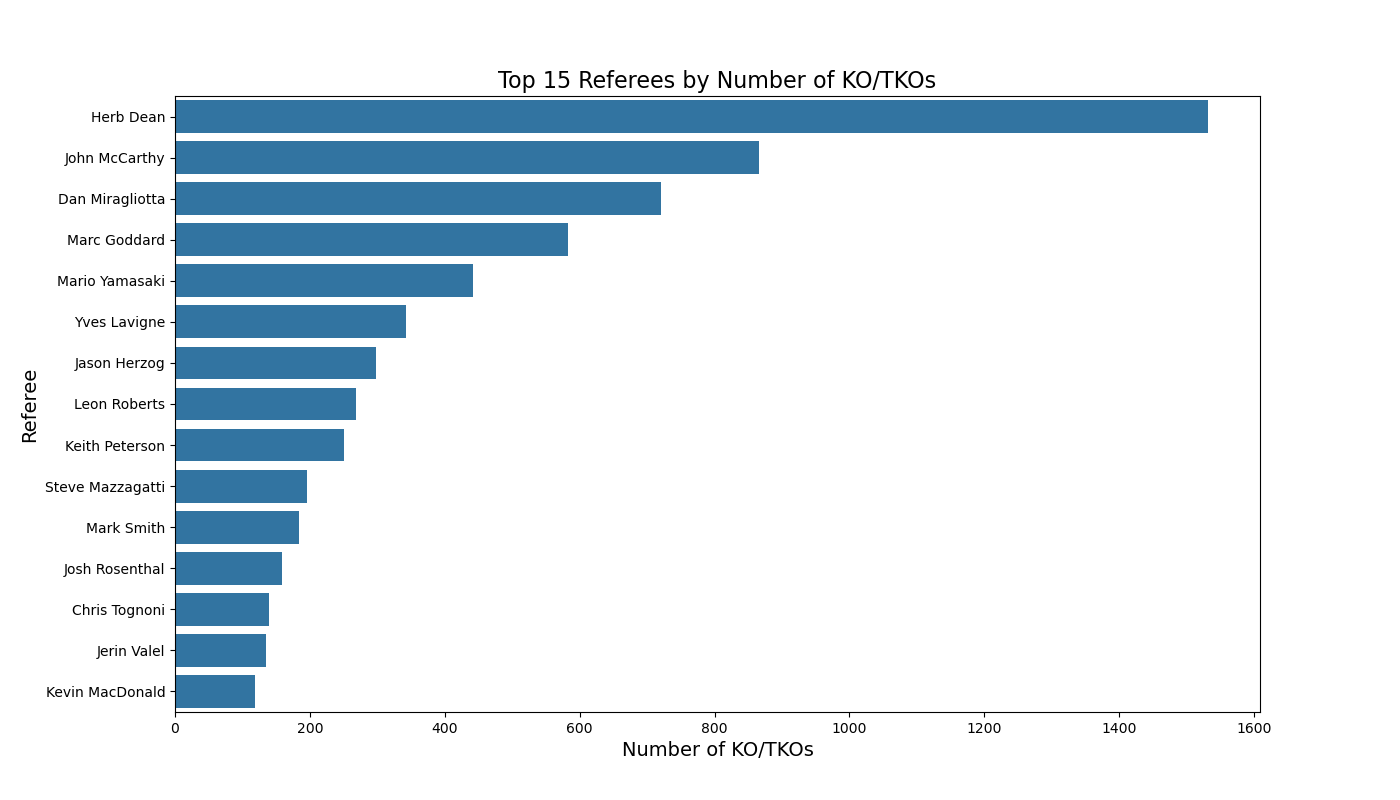 Top 15 Referees by Number of KO/TKOs
Herb Dean
John McCarthy
Dan Miragliotta
Marc Goddard
Mario Yamasaki
Yves Lavigne
Jason Herzog
Leon Roberts
Keith Peterson
Steve Mazzagatti
Mark Smith
Josh Rosenthal
Chris Tognoni
Jerin Valel
Kevin MacDonald
Referee
0 200 400 600 800 1000 1200 1400 1600
Number of KO/TKOs